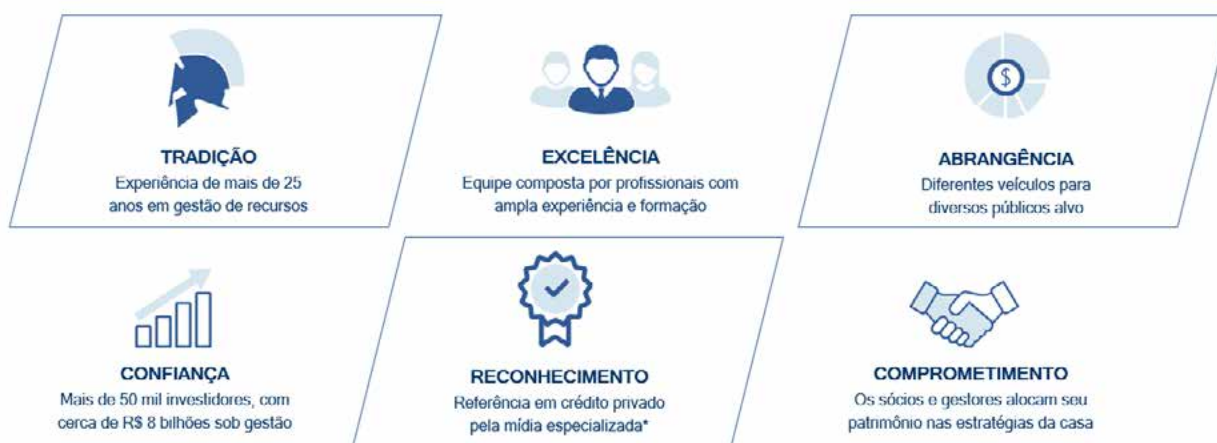 $
TRADIÇÃO
Experiência de mais de 25
anos em gestão de recursos
EXCELÊNCIA
Equipe composta por profissionais com
ampla experiência e formação
ABRANGÊNCIA
Diferentes veículos para
diversos públicos alvo
CONFIANÇA
Mais de 50 mil investidores, com
cerca de R$ 8 bilhões sob gestão
RECONHECIMENTO
Referência em crédito privado
pela mídia especializada*
COMPROMETIMENTO
Os sócios e gestores alocam seu
patrimônio nas estratégias da casa